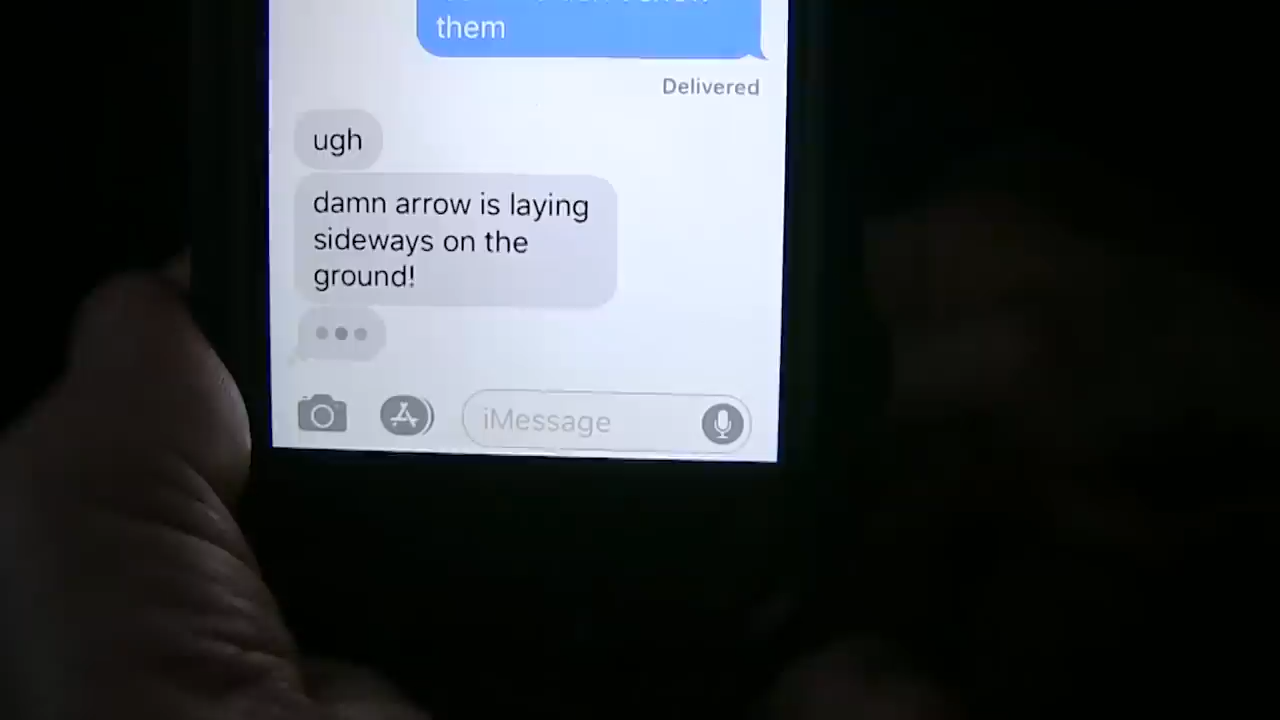 them
Delivered
ugh
damn arrow is laying
sideways on the
ground!
iMessage